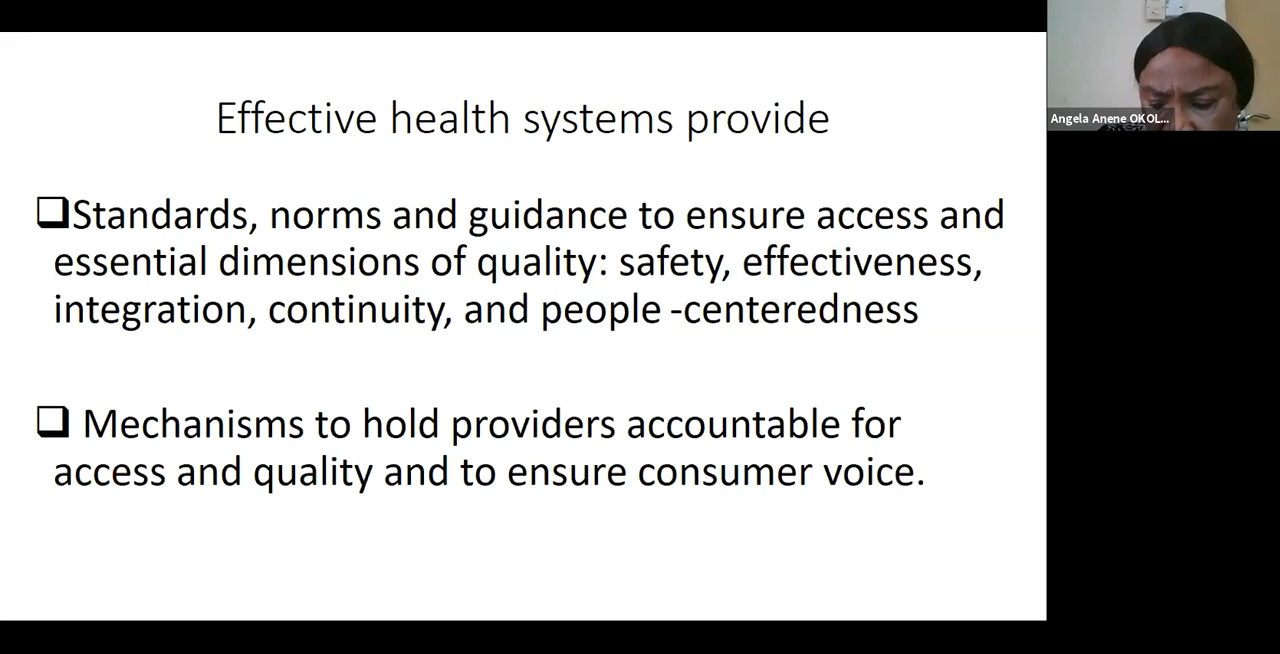 Effective health systems provide
❑Standards, norms and guidance to ensure access and
essential dimensions of quality: safety, effectiveness,
integration, continuity, and people -centeredness
❑ Mechanisms to hold providers accountable for
access and quality and to ensure consumer voice.
Angela Anene OKOL...